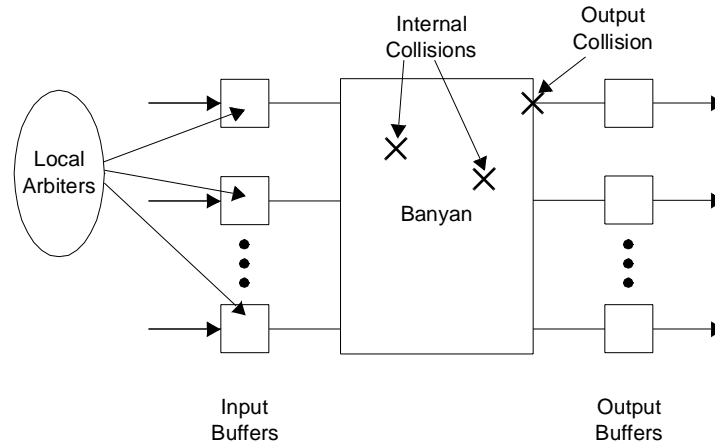 Internal
Collisions
Output
Collision
Local
Arbiters
Banyan
Input
Buffers
Output
Buffers